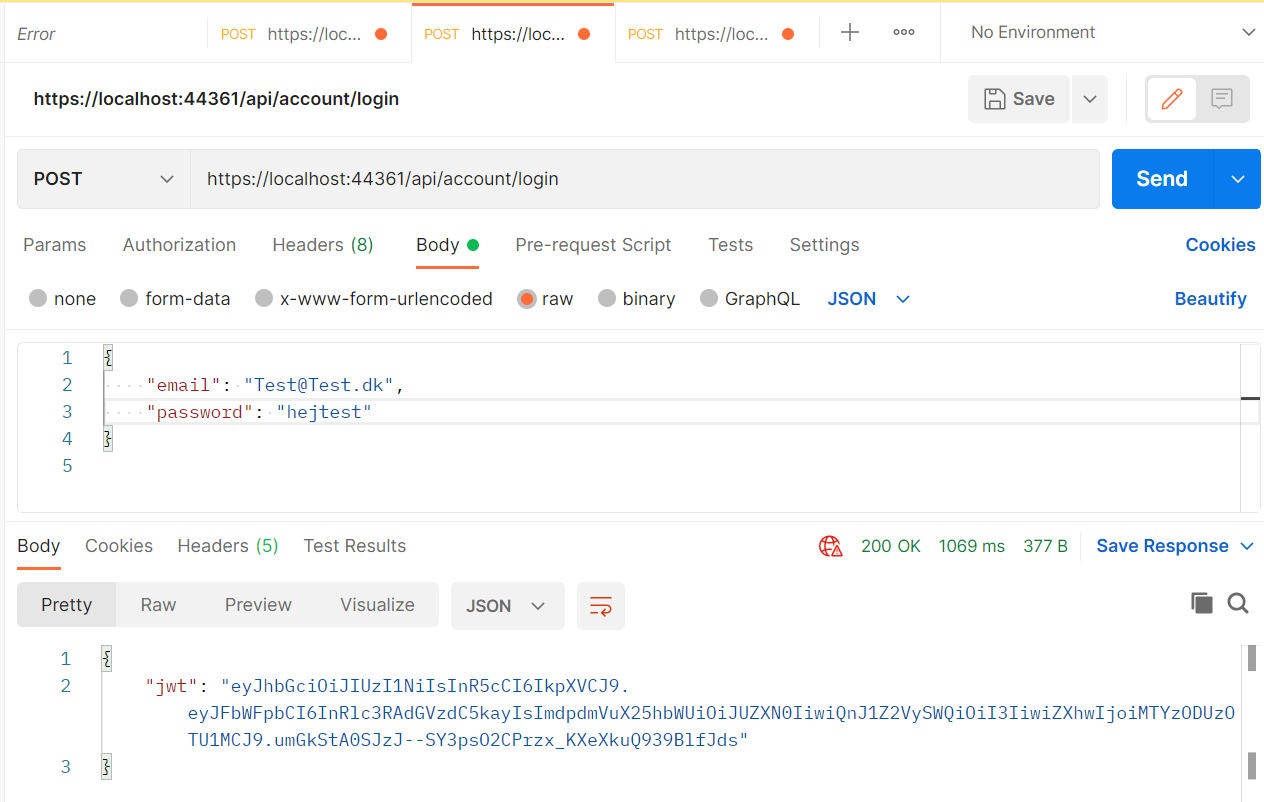 Error POST https://loc... POST https://loc... POST https://loc... No Environment
https://localhost:44361/api/account/login Save
POST https://localhost:44361/api/account/login Send
Params Authorization Headers (8) Body Pre-request Script Tests Settings Cookies
none form-data x-www-form-urlencoded raw binary GraphQL JSON Beautify
1 {
2 "email": "Test@Test.dk",
3 "password": "hejtest"
4 }
5
Body Cookies Headers (5) Test Results 200 OK 1069 ms 377 B Save Response
Pretty Raw Preview Visualize JSON
1 {
2 "jwt": "eyJhbGciOiJIUzI1NiIsInR5cCI6IkpXVCJ9.
eyJFbWFpbCI6InRlc3RAdGVzdC5kayIsImdpdmVuX25hbWUiOiJUZXN0IiwiQnJ1Z2VySWQiOiI3IiwiZXhwIjoiMTYzODUzO
TU1MCJ9.umGkStA0SJzJ--SY3psO2CPrzx_KXeXkuQ939BlfJds"
3 }